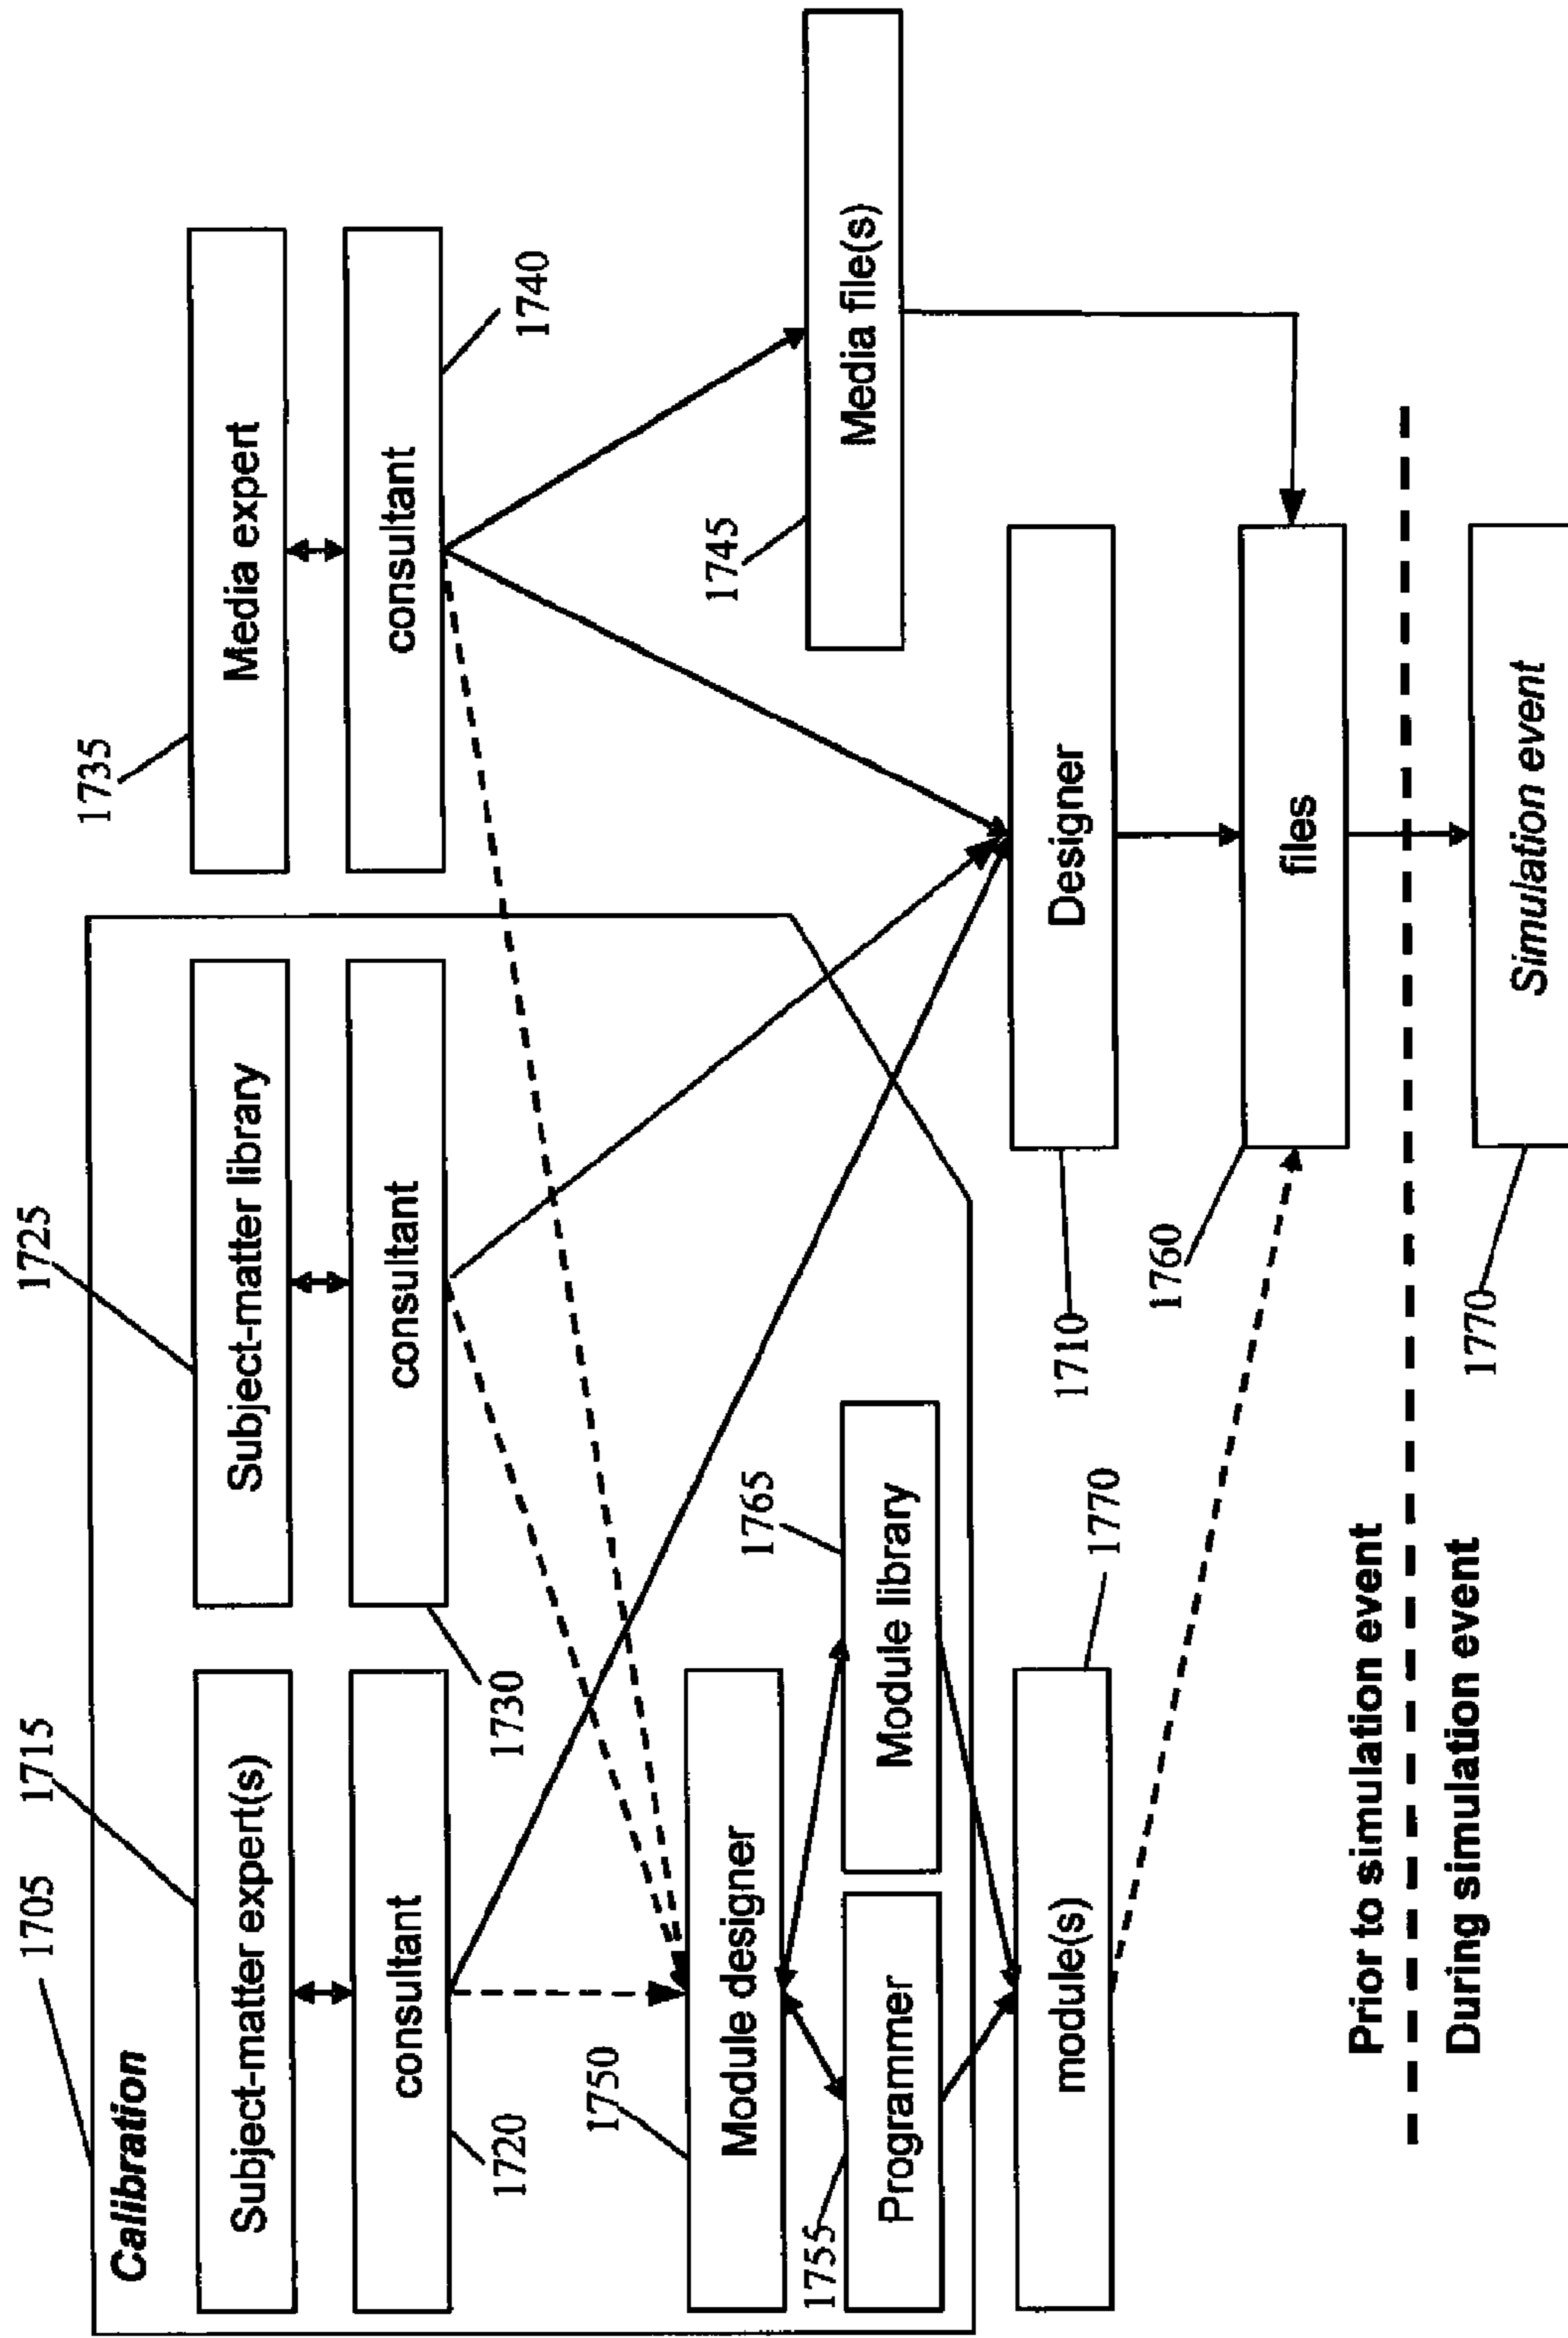 1705
1715
1725
1735
Calibration
Subject-matter expert(s)
Subject-matter library
Media expert
consultant
consultant
consultant
1720
1730
1740
1750
Module designer
1765
1745
Media file(s)
1755
Programmer
Module library
module(s)
1770
1710
Designer
1760
files
Prior to simulation event
During simulation event
1770
Simulation event